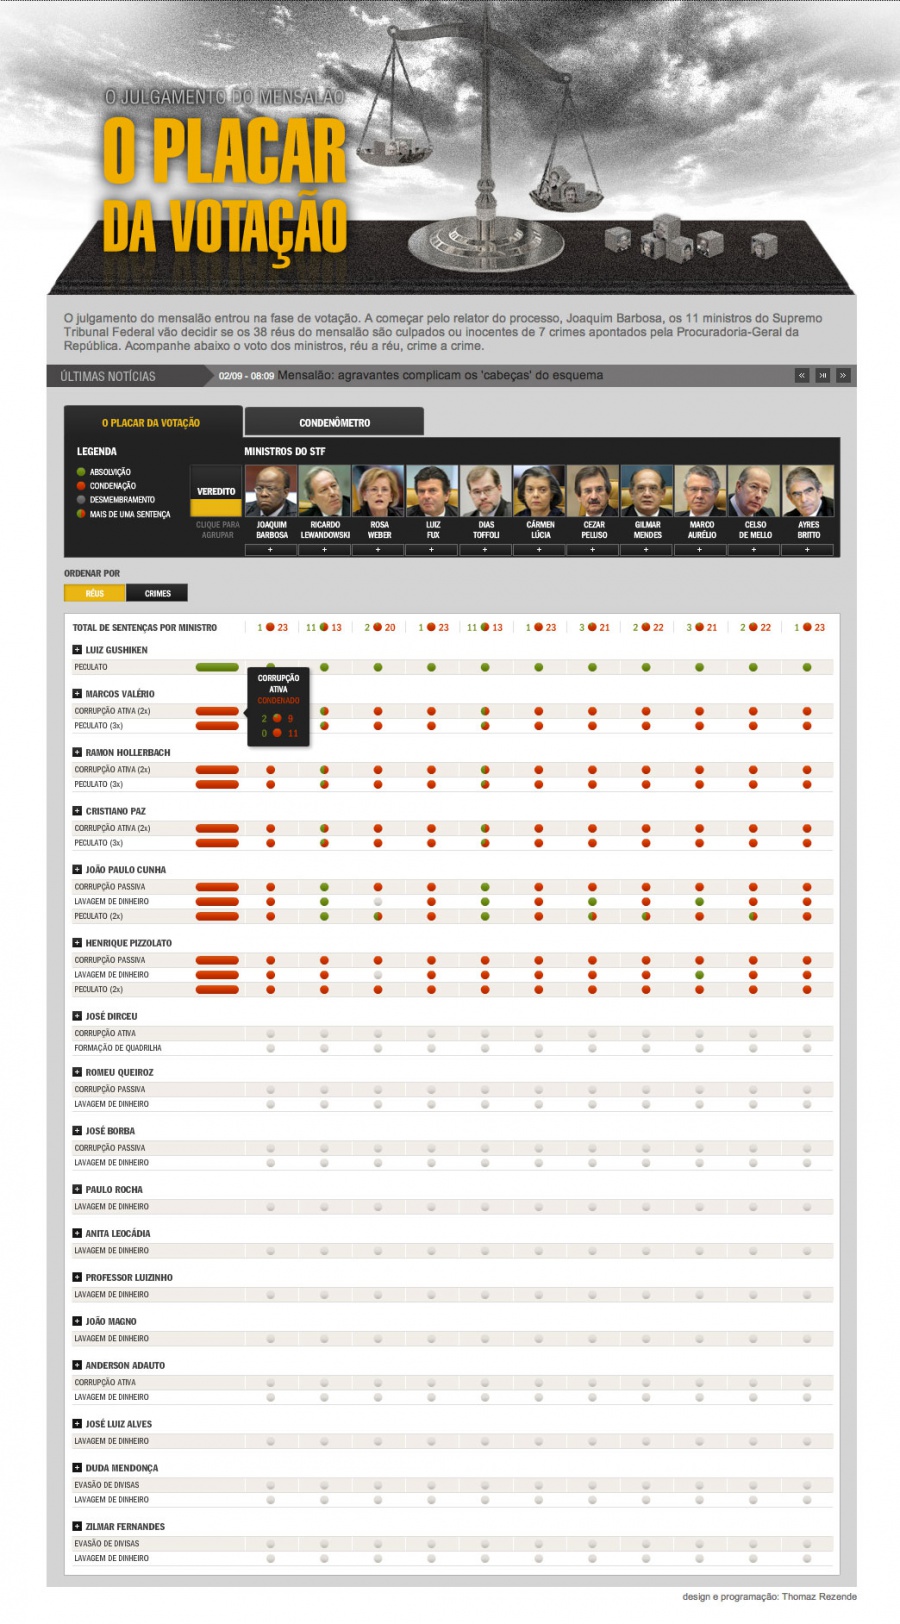 O JULGAMENTO DO MENSALÃO
O PLACAR
DA VOTAÇÃO
O julgamento do mensalão entrou na fase de votação. A começar pelo relator do processo, Joaquim Barbosa, os 11 ministros do Supremo
Tribunal Federal vão decidir se os 38 réus do mensalão são culpados ou inocentes de 7 crimes apontados pela Procuradoria-Geral da
República. Acompanhe abaixo o voto dos ministros, réu a réu, crime a crime.
ÚLTIMAS NOTÍCIAS 02/09 - 08:09 Mensalão: agravantes complicam os 'cabeças' do esquema
O PLACAR DA VOTAÇÃO CONDENÔMETRO
LEGENDA MINISTROS DO STF
ABSOLVIÇÃO
CONDENAÇÃO
DESMEMBRAMENTO
MAIS DE UMA SENTENÇA
VEREDITO
CLIQUE PARA
AGRUPAR
JOAQUIM BARBOSA
RICARDO LEWANDOWSKI
ROSA WEBER
LUIZ FUX
DIAS TOFFOLI
CÁRMEN LÚCIA
CEZAR PELUSO
GILMAR MENDES
MARCO AURÉLIO
CELSO DE MELLO
AYRES BRITTO
+ + + + + + + + + + +
ORDENAR POR
RÉUS CRIMES
TOTAL DE SENTENÇAS POR MINISTRO 1 23 11 13 2 20 1 23 11 13 1 23 3 21 2 22 3 21 2 22 1 23
+ LUIZ GUSHIKEN
PECULATO
CORRUPÇÃO
ATIVA
CONDENADO
2 9
0 11
+ MARCOS VALÉRIO
CORRUPÇÃO ATIVA (2x)
PECULATO (3x)
+ RAMON HOLLERBACH
CORRUPÇÃO ATIVA (2x)
PECULATO (3x)
+ CRISTIANO PAZ
CORRUPÇÃO ATIVA (2x)
PECULATO (3x)
+ JOÃO PAULO CUNHA
CORRUPÇÃO PASSIVA
LAVAGEM DE DINHEIRO
PECULATO (2x)
+ HENRIQUE PIZZOLATO
CORRUPÇÃO PASSIVA
LAVAGEM DE DINHEIRO
PECULATO (2x)
+ JOSÉ DIRCEU
CORRUPÇÃO ATIVA
FORMAÇÃO DE QUADRILHA
+ ROMEU QUEIROZ
CORRUPÇÃO PASSIVA
LAVAGEM DE DINHEIRO
+ JOSÉ BORBA
CORRUPÇÃO PASSIVA
LAVAGEM DE DINHEIRO
+ PAULO ROCHA
LAVAGEM DE DINHEIRO
+ ANITA LEOCÁDIA
LAVAGEM DE DINHEIRO
+ PROFESSOR LUIZINHO
LAVAGEM DE DINHEIRO
+ JOÃO MAGNO
LAVAGEM DE DINHEIRO
+ ANDERSON ADAUTO
CORRUPÇÃO ATIVA
LAVAGEM DE DINHEIRO
+ JOSÉ LUIZ ALVES
LAVAGEM DE DINHEIRO
+ DUDA MENDONÇA
EVASÃO DE DIVISAS
LAVAGEM DE DINHEIRO
+ ZILMAR FERNANDES
EVASÃO DE DIVISAS
LAVAGEM DE DINHEIRO
design e programação: Thomaz Rezende